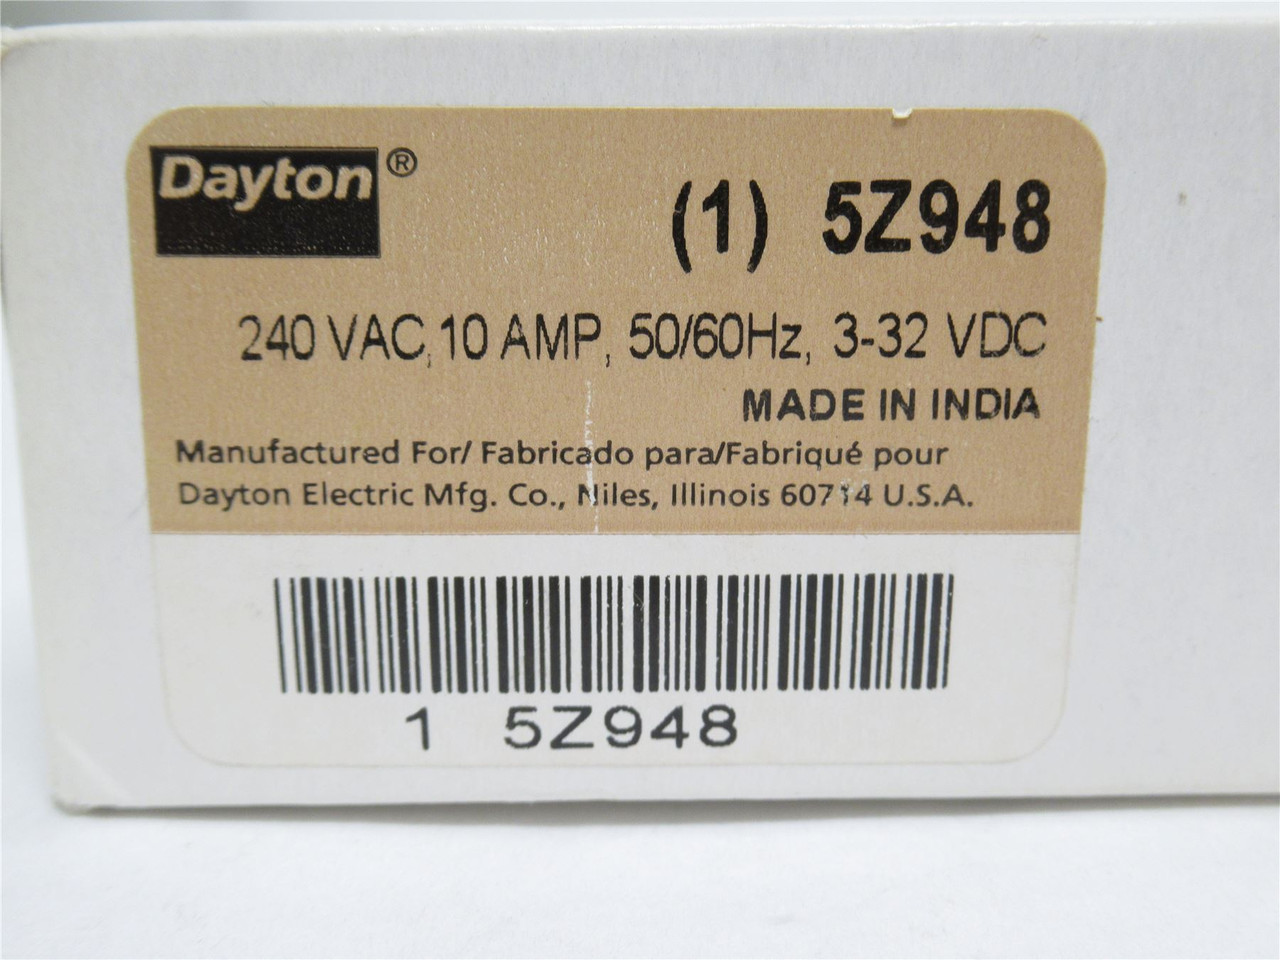 Dayton®
(1) 5Z948
240 VAC, 10 AMP, 50/60Hz, 3-32 VDC
MADE IN INDIA
Manufactured For/ Fabricado para/Fabriqué pour
Dayton Electric Mfg. Co., Niles, Illinois 60714 U.S.A.
1 5Z948